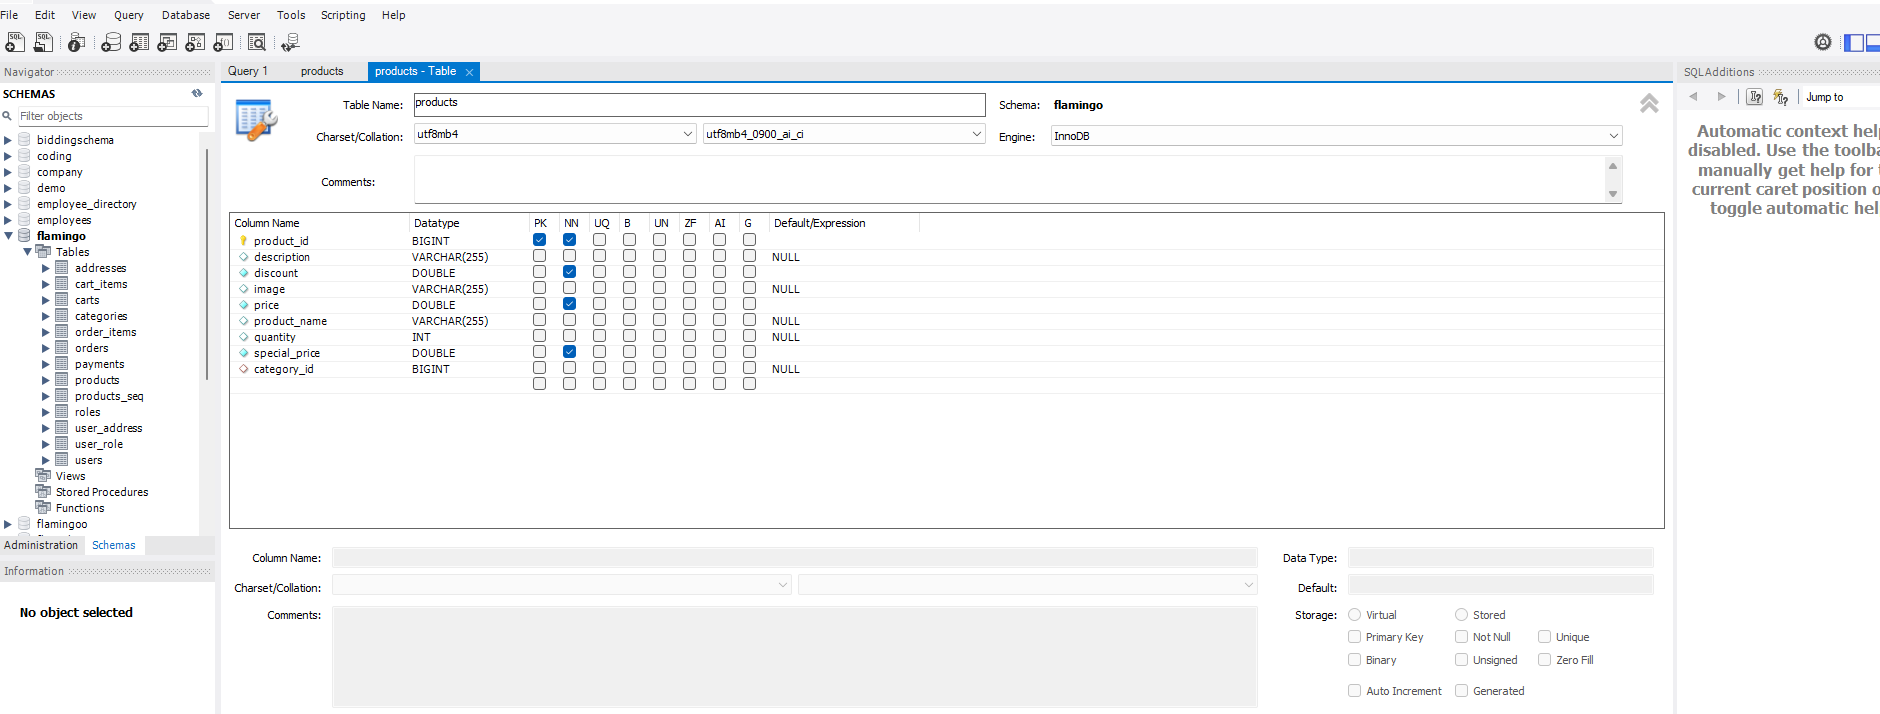 File Edit View Query Database Server Tools Scripting Help
Navigator
SCHEMAS
Filter objects
biddingschema
coding
company
demo
employee_directory
employees
flamingo
Tables
addresses
cart_items
carts
categories
order_items
orders
payments
products
products_seq
roles
user_address
user_role
users
Views
Stored Procedures
Functions
flamingoo
Administration Schemas
Information
No object selected
Query 1 products products - Table
Table Name: products Schema: flamingo
Charset/Collation: utf8mb4 utf8mb4_0900_ai_ci Engine: InnoDB
Comments:
Column Name Datatype PK NN UQ B UN ZF AI G Default/Expression
product_id BIGINT
description VARCHAR(255) NULL
discount DOUBLE
image VARCHAR(255) NULL
price DOUBLE
product_name VARCHAR(255) NULL
quantity INT NULL
special_price DOUBLE
category_id BIGINT NULL
Column Name: Data Type:
Charset/Collation: Default:
Comments: Storage: Virtual Stored
Primary Key Not Null Unique
Binary Unsigned Zero Fill
Auto Increment Generated
SQL Additions
Jump to
Automatic context help
disabled. Use the toolba
manually get help for
current caret position o
toggle automatic hel